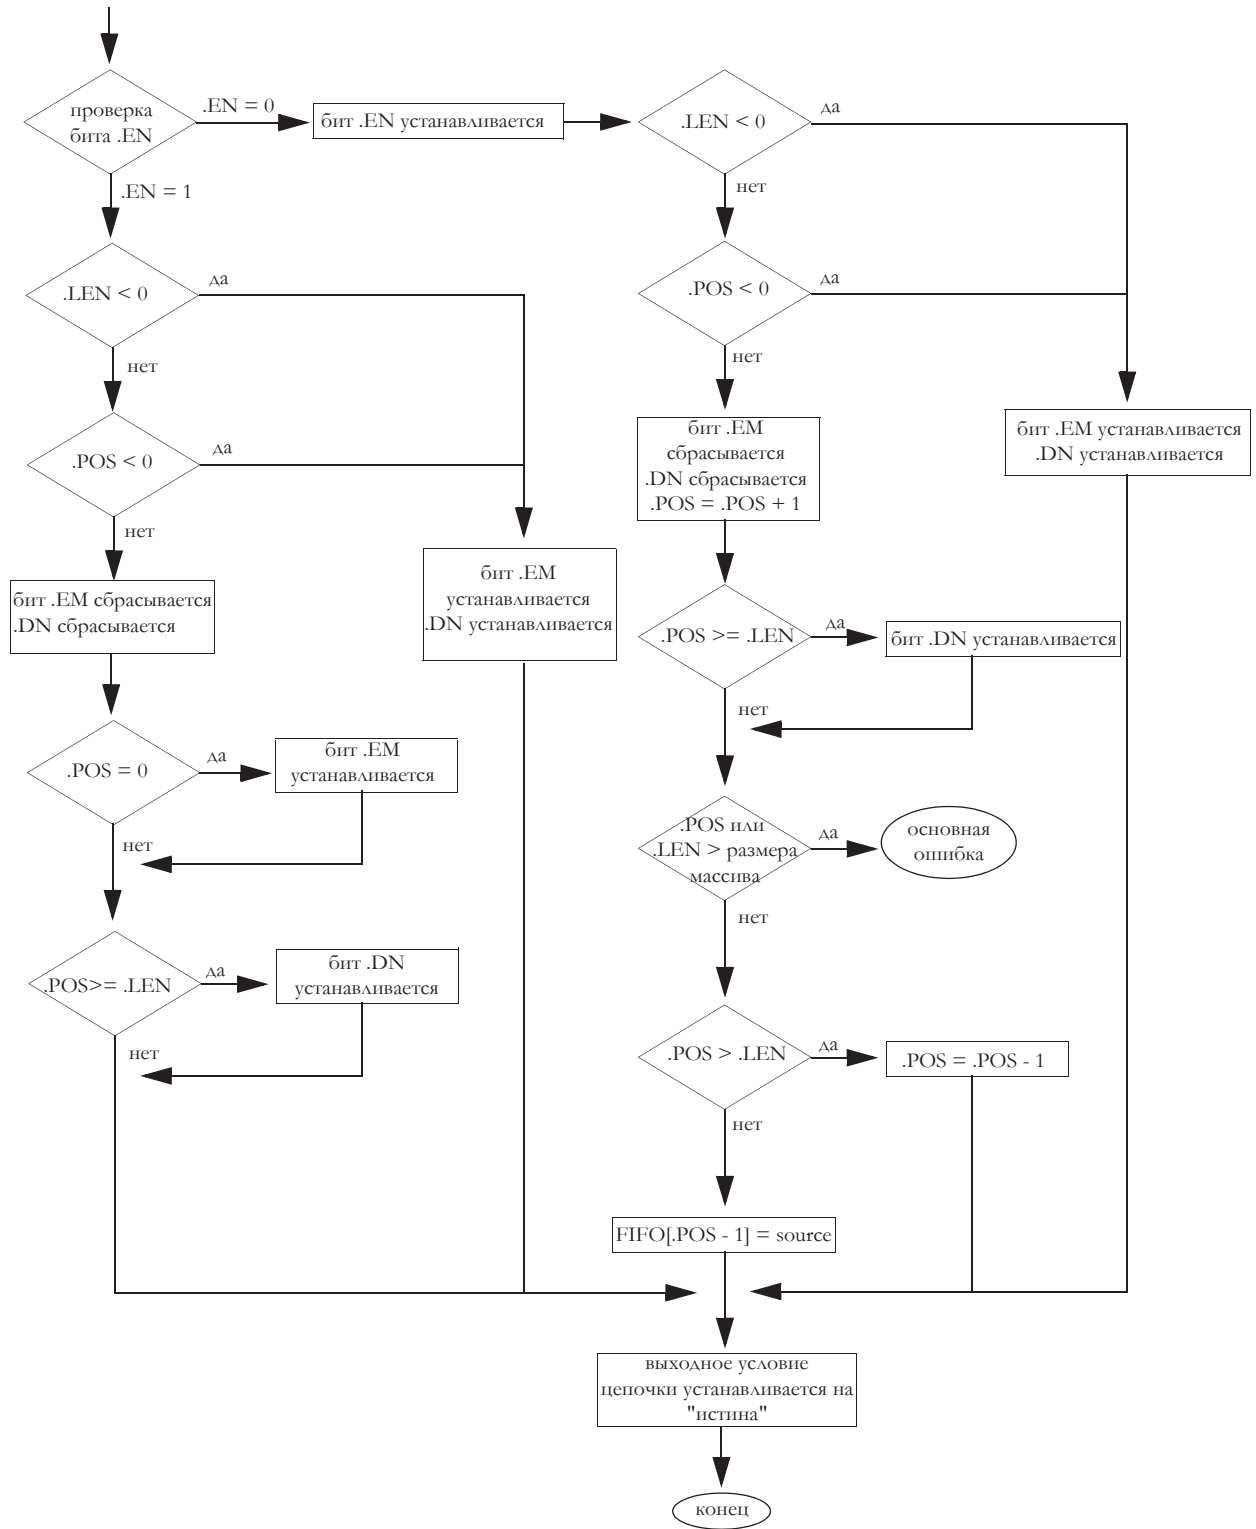 проверка
бита .EN
.EN = 0
бит .EN устанавливается
.LEN < 0
да
нет
.EN = 1
.LEN < 0
да
нет
.POS < 0
да
нет
.POS < 0
да
нет
бит .EM
сбрасывается
.DN сбрасывается
.POS = .POS + 1
бит .EM устанавливается
.DN устанавливается
бит .EM сбрасывается
.DN сбрасывается
бит .EM
устанавливается
.DN устанавливается
.POS >= .LEN
да
бит .DN устанавливается
нет
.POS = 0
да
бит .EM
устанавливается
нет
.POS или
.LEN > размера
массива
да
основная
ошибка
нет
.POS>= .LEN
да
бит .DN
устанавливается
нет
.POS > .LEN
да
.POS = .POS - 1
нет
FIFO[.POS - 1] = source
выходное условие
цепочки устанавливается на
"истина"
конец